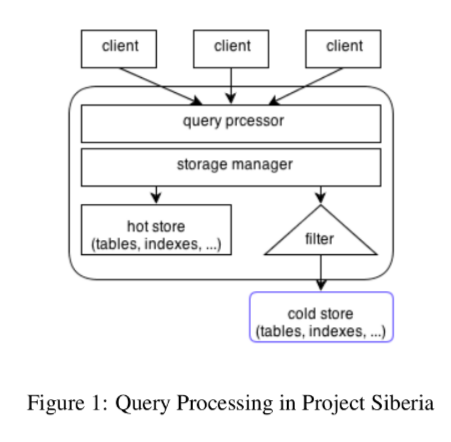 client client client
query prcessor
storage manager
hot store
(tables, indexes, ...)
filter
cold store
(tables, indexes, ...)
Figure 1: Query Processing in Project Siberia